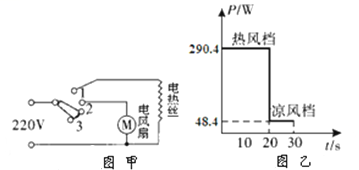 220V
1
2
3
M
电风扇
电热丝
图甲
P/W
热风档
290.4
凉风档
48.4
10 20 30 t/s
图乙